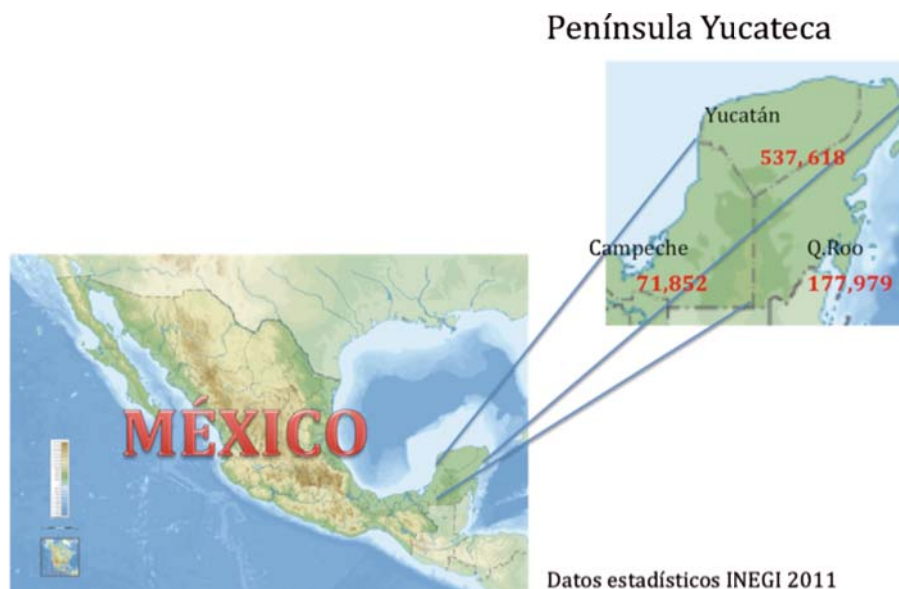 Península Yucateca
Yucatán
537, 618
Campeche
Q.Roo
71,852
177,979
MÉXICO
Datos estadísticos INEGI 2011